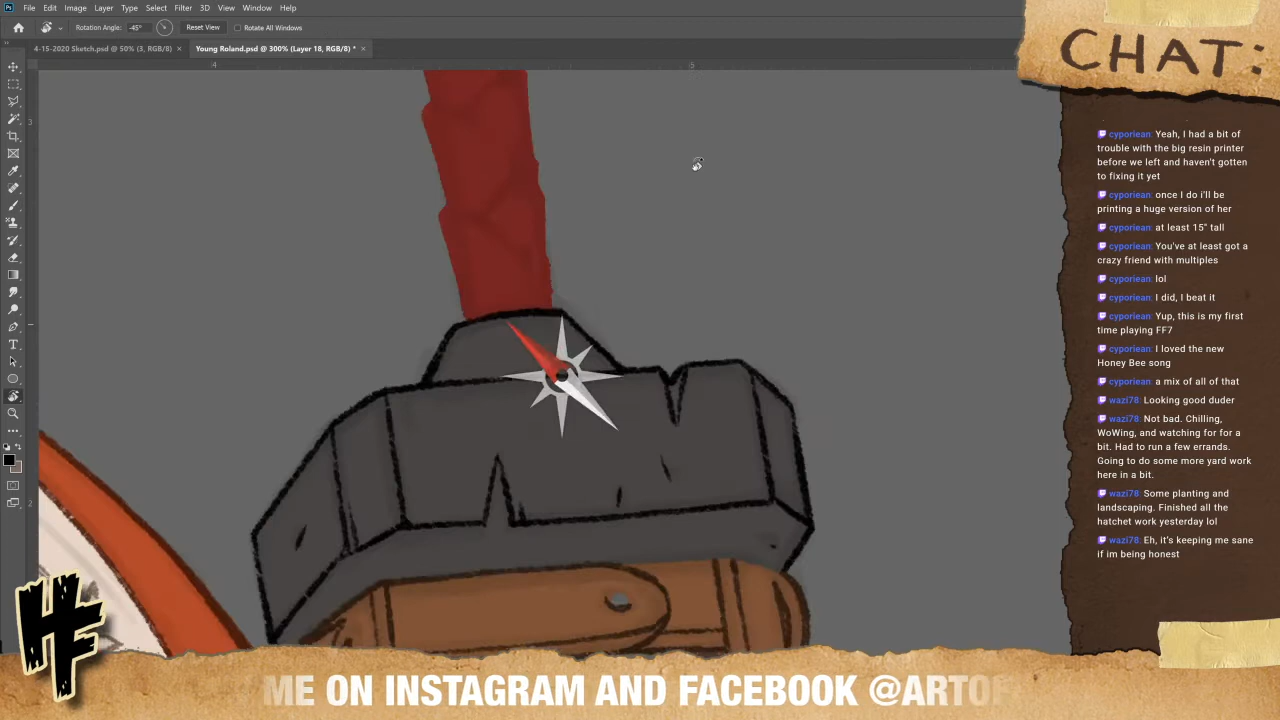 Ps File Edit Image Layer Type Select Filter 3D View Window Help
Rotation Angle: -45° Reset View Rotate All Windows
4-15-2020 Sketch.psd @ 50% (3, RGB/8) × Young Roland.psd @ 300% (Layer 18, RGB/8) * ×
4 5
3
2
CHAT:
cyporiean: Yeah, I had a bit of
trouble with the big resin printer
before we left and haven't gotten
to fixing it yet
cyporiean: once I do i'll be
printing a huge version of her
cyporiean: at least 15" tall
cyporiean: You've at least got a
crazy friend with multiples
cyporiean: lol
cyporiean: I did, I beat it
cyporiean: Yup, this is my first
time playing FF7
cyporiean: I loved the new
Honey Bee song
cyporiean: a mix of all of that
wazi78: Looking good duder
wazi78: Not bad. Chilling,
WoWing, and watching for for a
bit. Had to run a few errands.
Going to do some more yard work
here in a bit.
wazi78: Some planting and
landscaping. Finished all the
hatchet work yesterday lol
wazi78: Eh, it's keeping me sane
if im being honest
HF
ME ON INSTAGRAM AND FACEBOOK @ARTOF